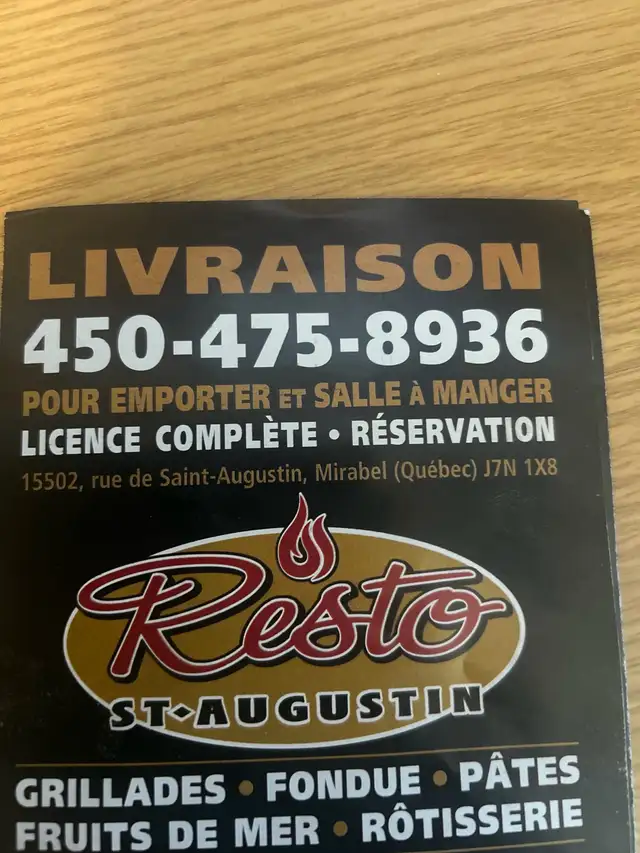 LIVRAISON
450-475-8936
POUR EMPORTER ET SALLE À MANGER
LICENCE COMPLÈTE • RÉSERVATION
15502, rue de Saint-Augustin, Mirabel (Québec) J7N 1X8
Resto
ST-AUGUSTIN
GRILLADES • FONDUE • PÂTES
FRUITS DE MER • RÔTISSERIE